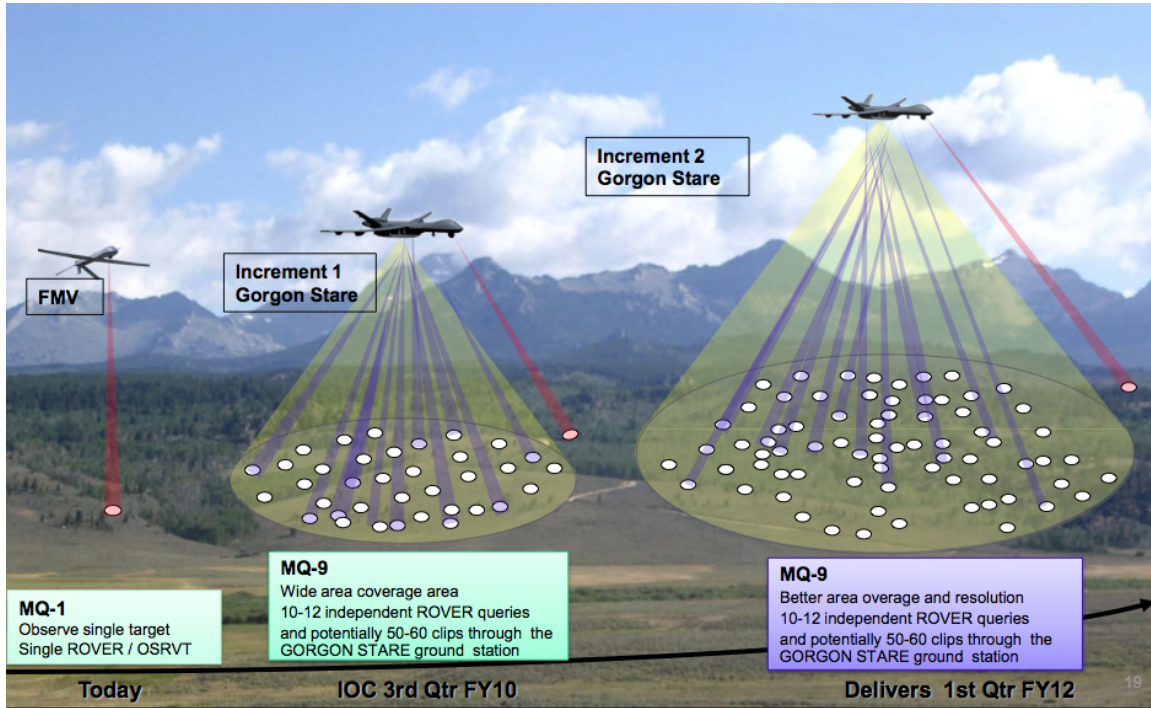 Increment 2
Gorgon Stare
Increment 1
Gorgon Stare
FMV
MQ-1
Observe single target
Single ROVER / OSRVT
MQ-9
Wide area coverage area
10-12 independent ROVER queries
and potentially 50-60 clips through the
GORGON STARE ground station
MQ-9
Better area overage and resolution
10-12 independent ROVER queries
and potentially 50-60 clips through the
GORGON STARE ground station
Today
IOC 3rd Qtr FY10
Delivers 1st Qtr FY12
19